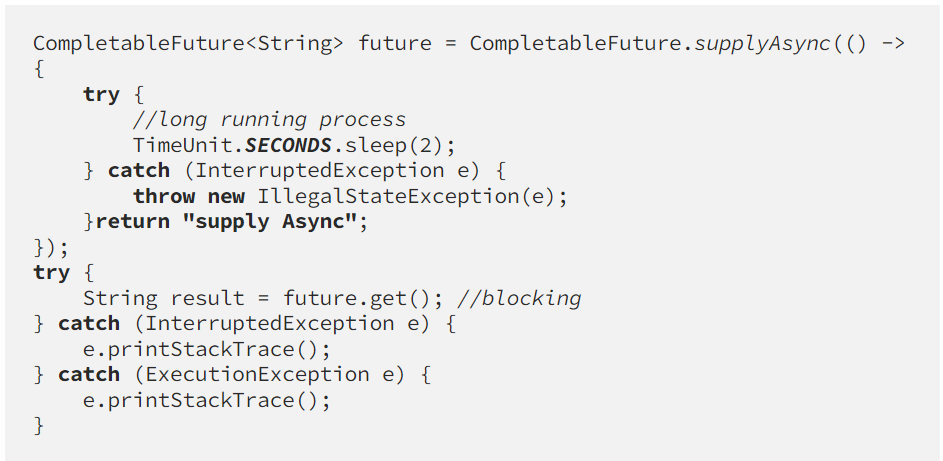 CompletableFuture<String> future = CompletableFuture.supplyAsync(() ->
{
    try {
        //long running process
        TimeUnit.SECONDS.sleep(2);
    } catch (InterruptedException e) {
        throw new IllegalStateException(e);
    }return "supply Async";
});
try {
    String result = future.get(); //blocking
} catch (InterruptedException e) {
    e.printStackTrace();
} catch (ExecutionException e) {
    e.printStackTrace();
}